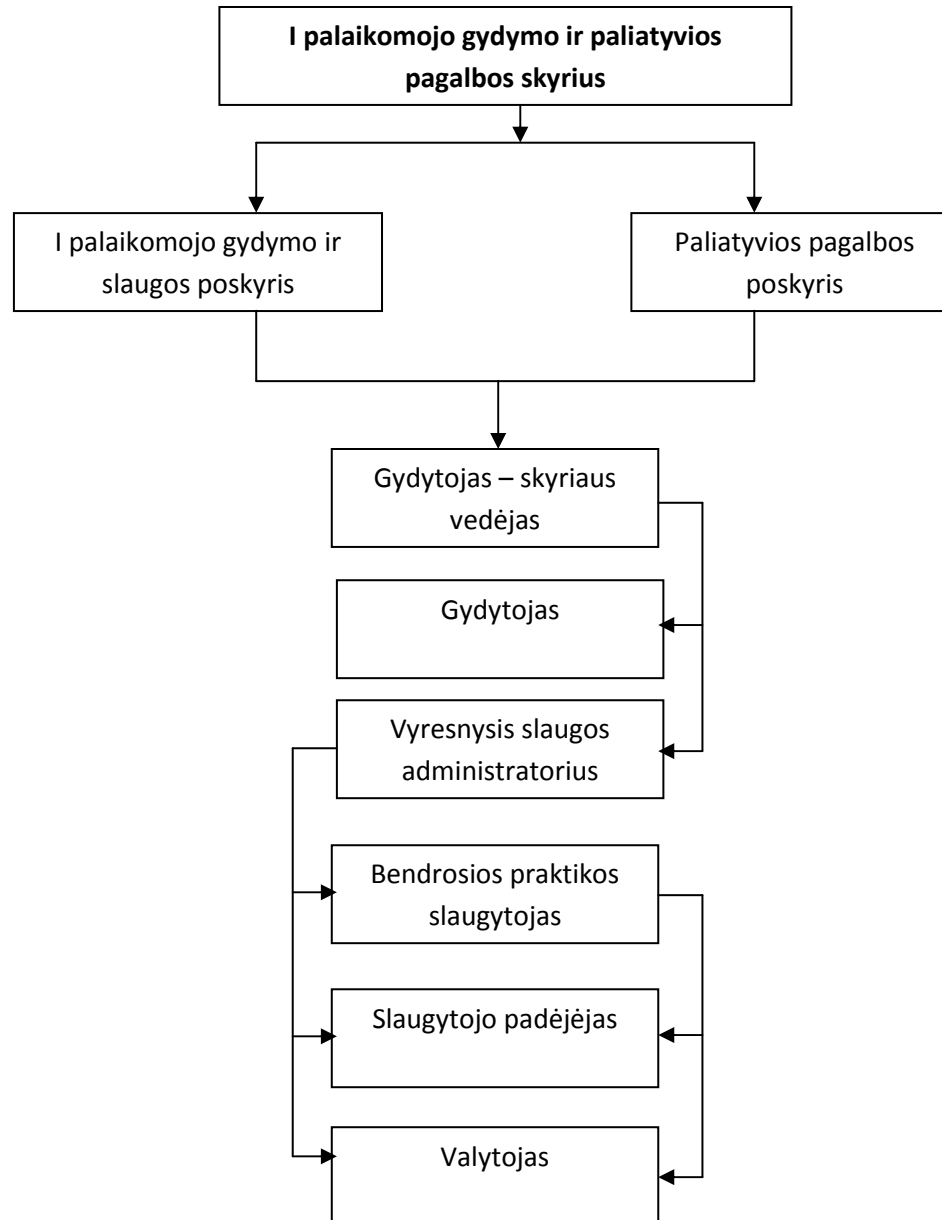 I palaikomojo gydymo ir paliatyvios
pagalbos skyrius
I palaikomojo gydymo ir
slaugos poskyris
Paliatyvios pagalbos
poskyris
Gydytojas – skyriaus
vedėjas
Gydytojas
Vyresnysis slaugos
administratorius
Bendrosios praktikos
slaugytojas
Slaugytojo padėjėjas
Valytojas